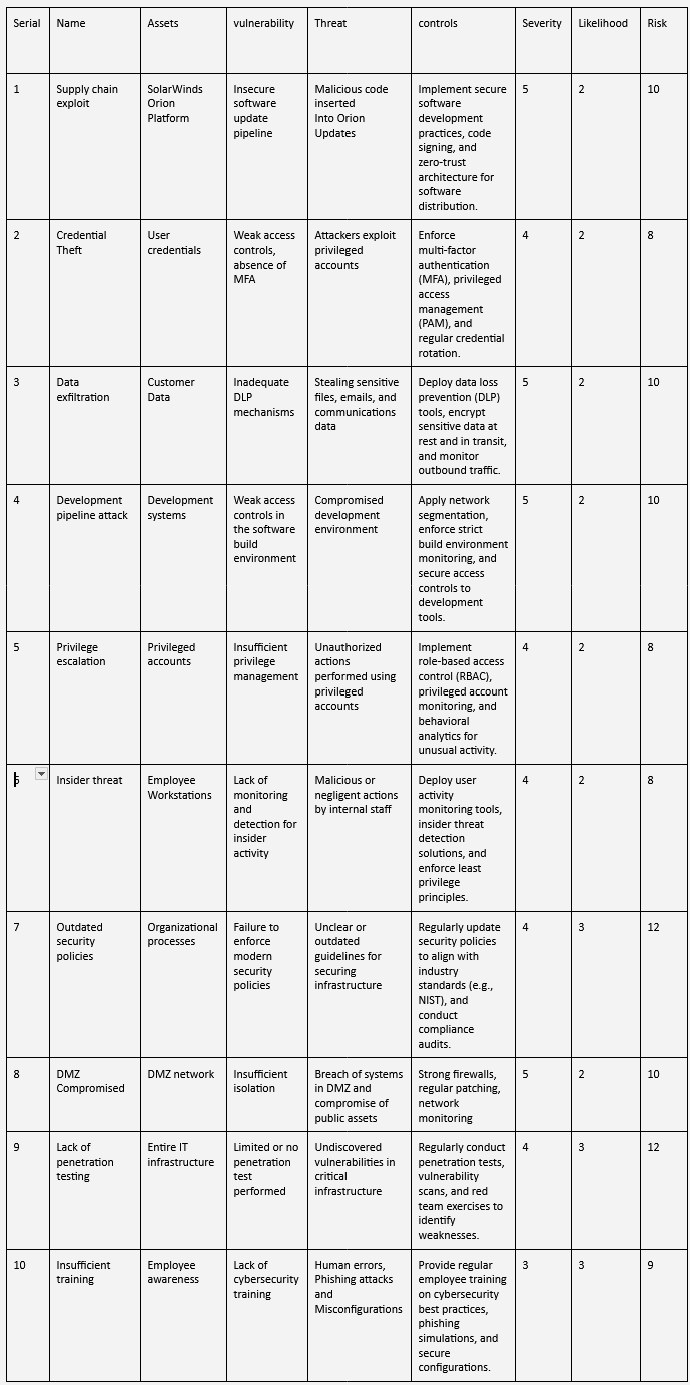 Serial Name Assets vulnerability Threat controls Severity Likelihood Risk
1 Supply chain SolarWinds Insecure Malicious code Implement secure 5 2 10
exploit Orion software inserted software
Platform update Into Orion development
pipeline Updates practices, code
signing, and
zero-trust
architecture for
software
distribution.
2 Credential User Weak access Attackers exploit Enforce 4 2 8
Theft credentials controls, privileged multi-factor
absence of accounts authentication
MFA (MFA), privileged
access
management
(PAM), and
regular credential
rotation.
3 Data Customer Inadequate Stealing sensitive Deploy data loss 5 2 10
exfiltration Data DLP files, emails, and prevention (DLP)
mechanisms communications tools, encrypt
data sensitive data at
rest and in transit,
and monitor
outbound traffic.
4 Development Development Weak access Compromised Apply network 5 2 10
pipeline attack systems controls in development segmentation,
the software environment enforce strict
build build environment
environment monitoring, and
secure access
controls to
development
tools.
5 Privilege Privileged Insufficient Unauthorized Implement 4 2 8
escalation accounts privilege actions role-based access
management performed using control (RBAC),
privileged privileged account
accounts monitoring, and
behavioral
analytics for
unusual activity.
6 Insider threat Employee Lack of Malicious or Deploy user 4 2 8
Workstations monitoring negligent actions activity
and by internal staff monitoring tools,
detection for insider threat
insider detection
activity solutions, and
enforce least
privilege
principles.
7 Outdated Organizational Failure to Unclear or Regularly update 4 3 12
security processes enforce outdated security policies
policies modern guidelines for to align with
security securing industry
policies infrastructure standards (e.g.,
NIST), and
conduct
compliance
audits.
8 DMZ DMZ network Insufficient Breach of systems Strong firewalls, 5 2 10
Compromised isolation in DMZ and regular patching,
compromise of network
public assets monitoring
9 Lack of Entire IT Limited or no Undiscovered Regularly conduct 4 3 12
penetration infrastructure penetration vulnerabilities in penetration tests,
testing test critical vulnerability
performed infrastructure scans, and red
team exercises to
identify
weaknesses.
10 Insufficient Employee Lack of Human errors, Provide regular 3 3 9
training awareness cybersecurity Phishing attacks employee training
training and on cybersecurity
Misconfigurations best practices,
phishing
simulations, and
secure
configurations.